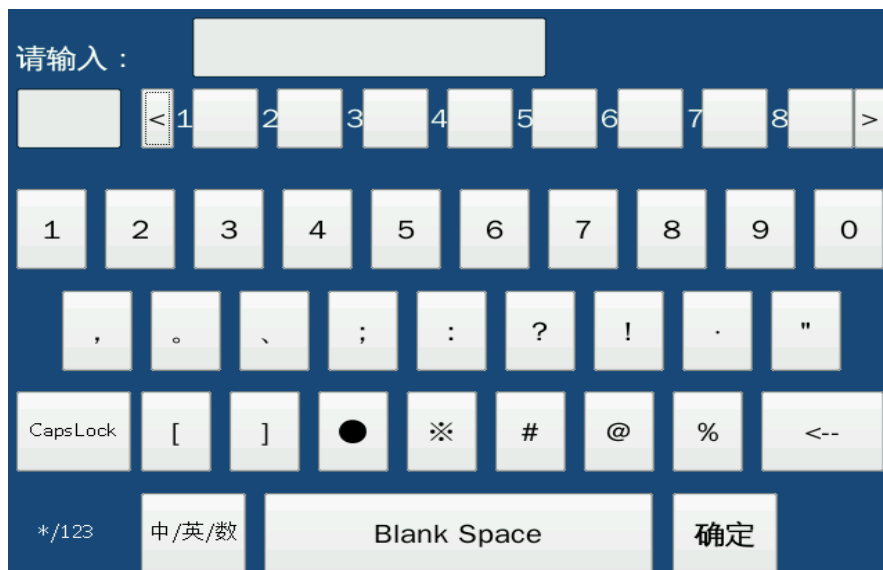 请输入：
< 1 2 3 4 5 6 7 8 >
1 2 3 4 5 6 7 8 9 0
， 。 、 ； ： ? ! · "
CapsLock [ ] ● ※ # @ % <--
*/123 中/英/数 Blank Space 确定